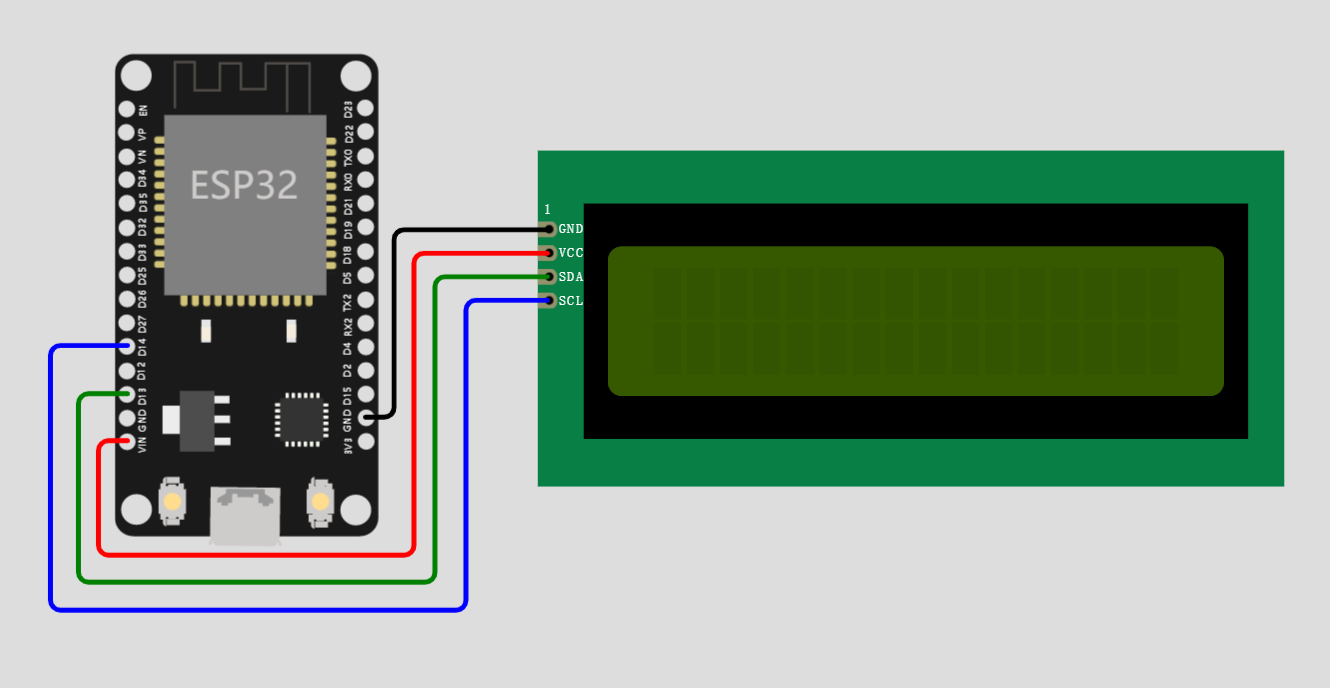 EN
VP
VN
D34
D35
D32
D33
D25
D26
D27
D14
D12
D13
GND
VIN
ESP32
D23
D22
TX0
RX0
D21
D19
D18
D5
TX2
RX2
D4
D2
D15
GND
3V3
1
GND
VCC
SDA
SCL